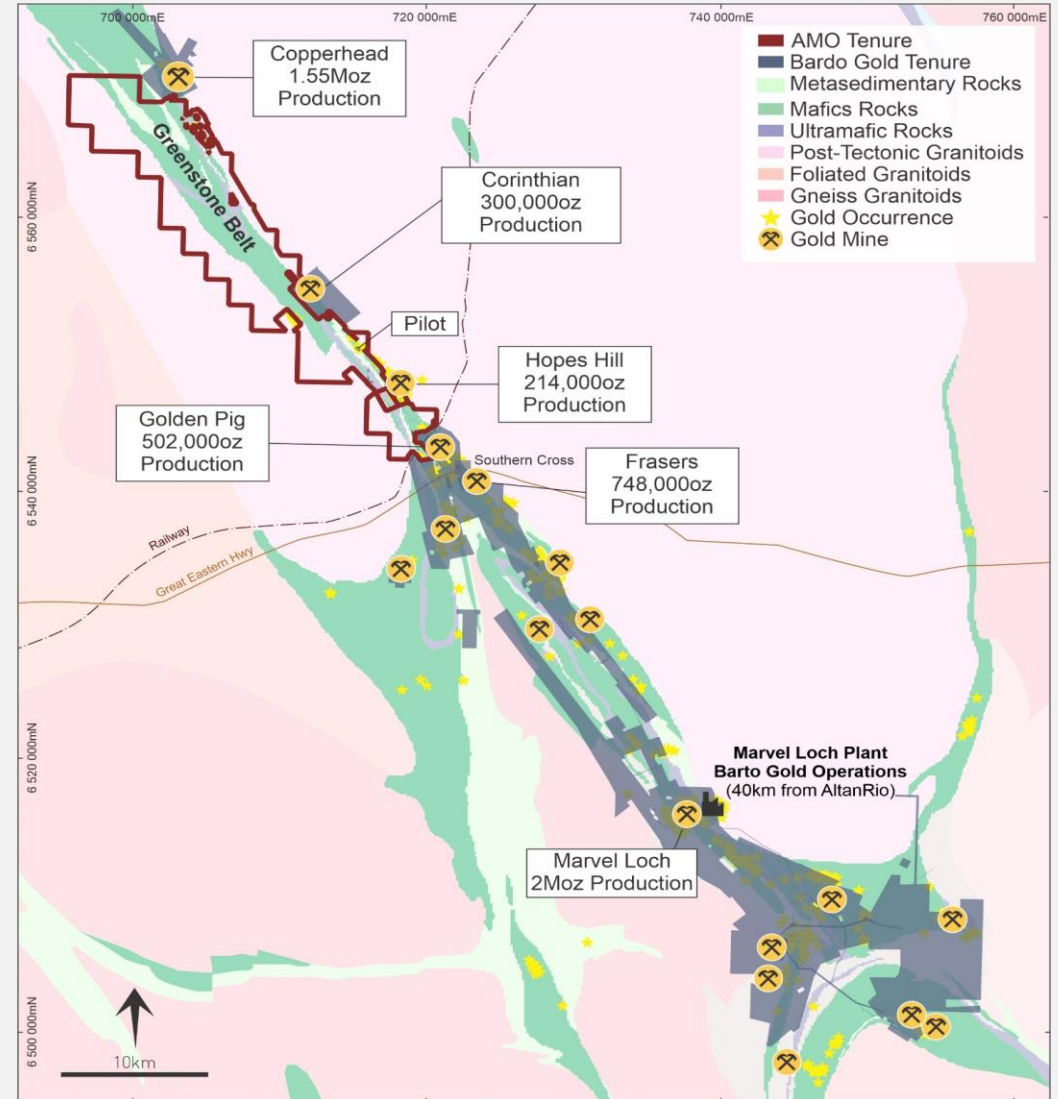 700 000mE
720 000mE
740 000mE
760 000mE
Copperhead
1.55Moz
Production
AMO Tenure
Bardo Gold Tenure
Metasedimentary Rocks
Mafics Rocks
Ultramafic Rocks
Post-Tectonic Granitoids
Foliated Granitoids
Gneiss Granitoids
Gold Occurrence
Gold Mine
Greenstone Belt
Corinthian
300,000oz
Production
6 560 000mN
Pilot
Hopes Hill
214,000oz
Production
Golden Pig
502,000oz
Production
Southern Cross
Frasers
748,000oz
Production
6 540 000mN
Railway
Great Eastern Hwy
6 520 000mN
Marvel Loch Plant
Barto Gold Operations
(40km from AltanRio)
Marvel Loch
2Moz Production
6 500 000mN
10km